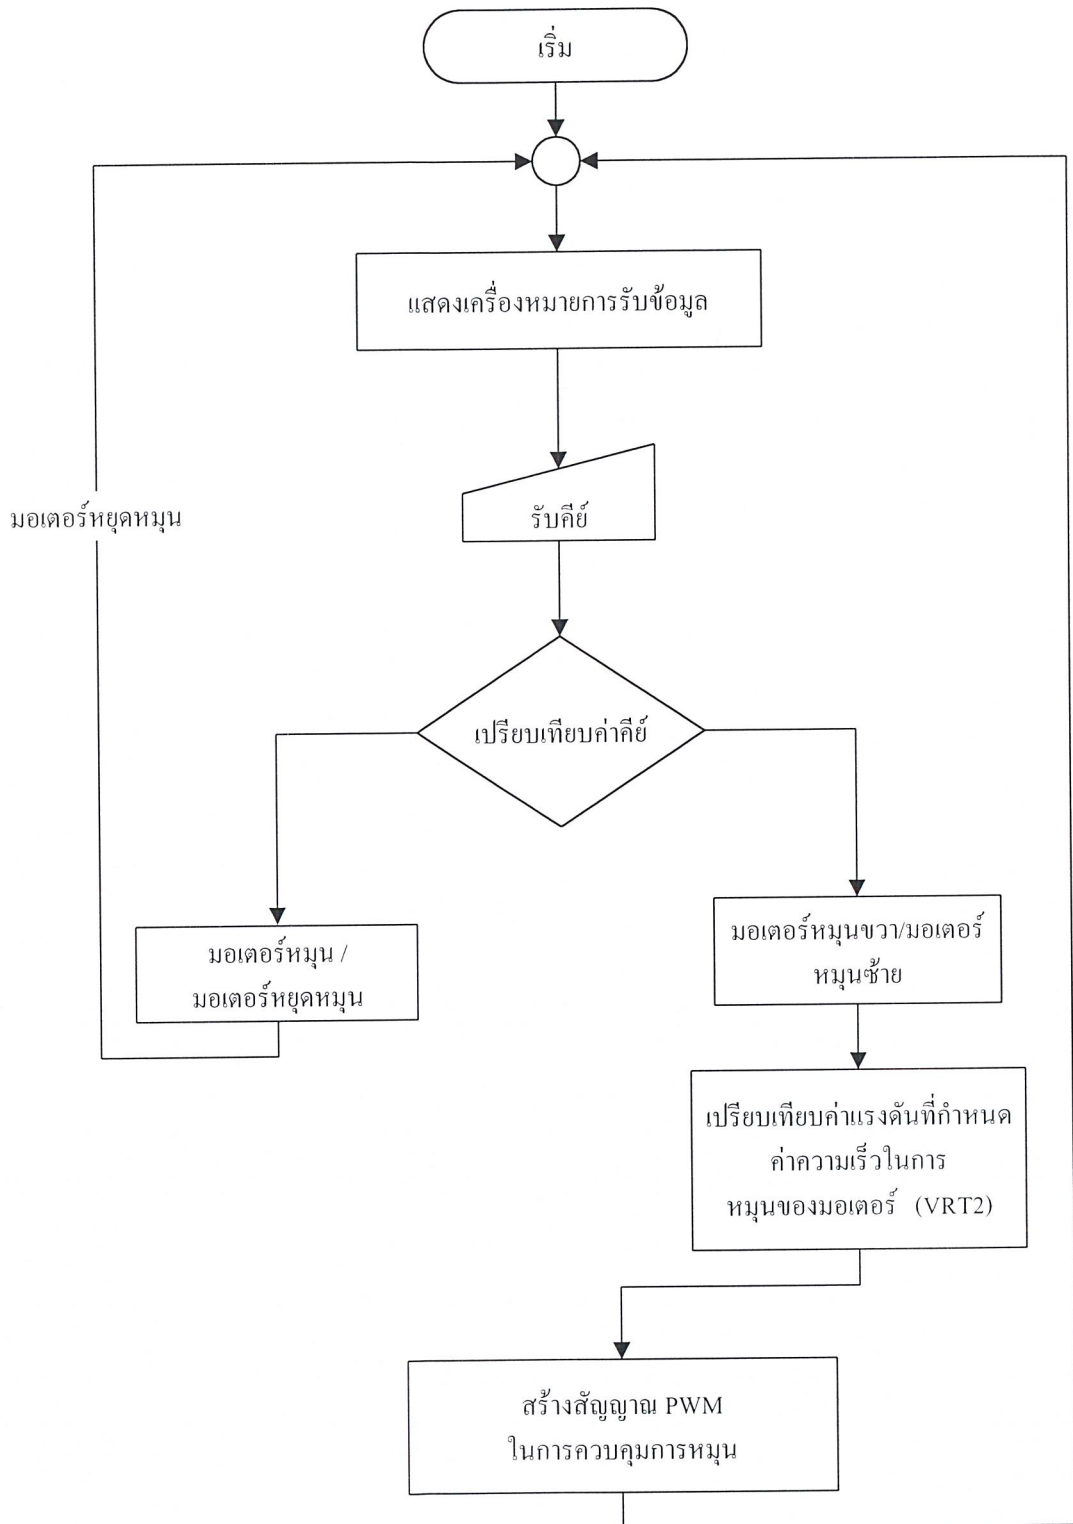 เริ่ม
แสดงเครื่องหมายการรับข้อมูล
รับคีย์
มอเตอร์หยุดหมุน
เปรียบเทียบค่าคีย์
มอเตอร์หมุน /
มอเตอร์หยุดหมุน
มอเตอร์หมุนขวา/มอเตอร์
หมุนซ้าย
เปรียบเทียบค่าแรงดันที่กำหนด
ค่าความเร็วในการ
หมุนของมอเตอร์ (VRT2)
สร้างสัญญาณ PWM
ในการควบคุมการหมุน